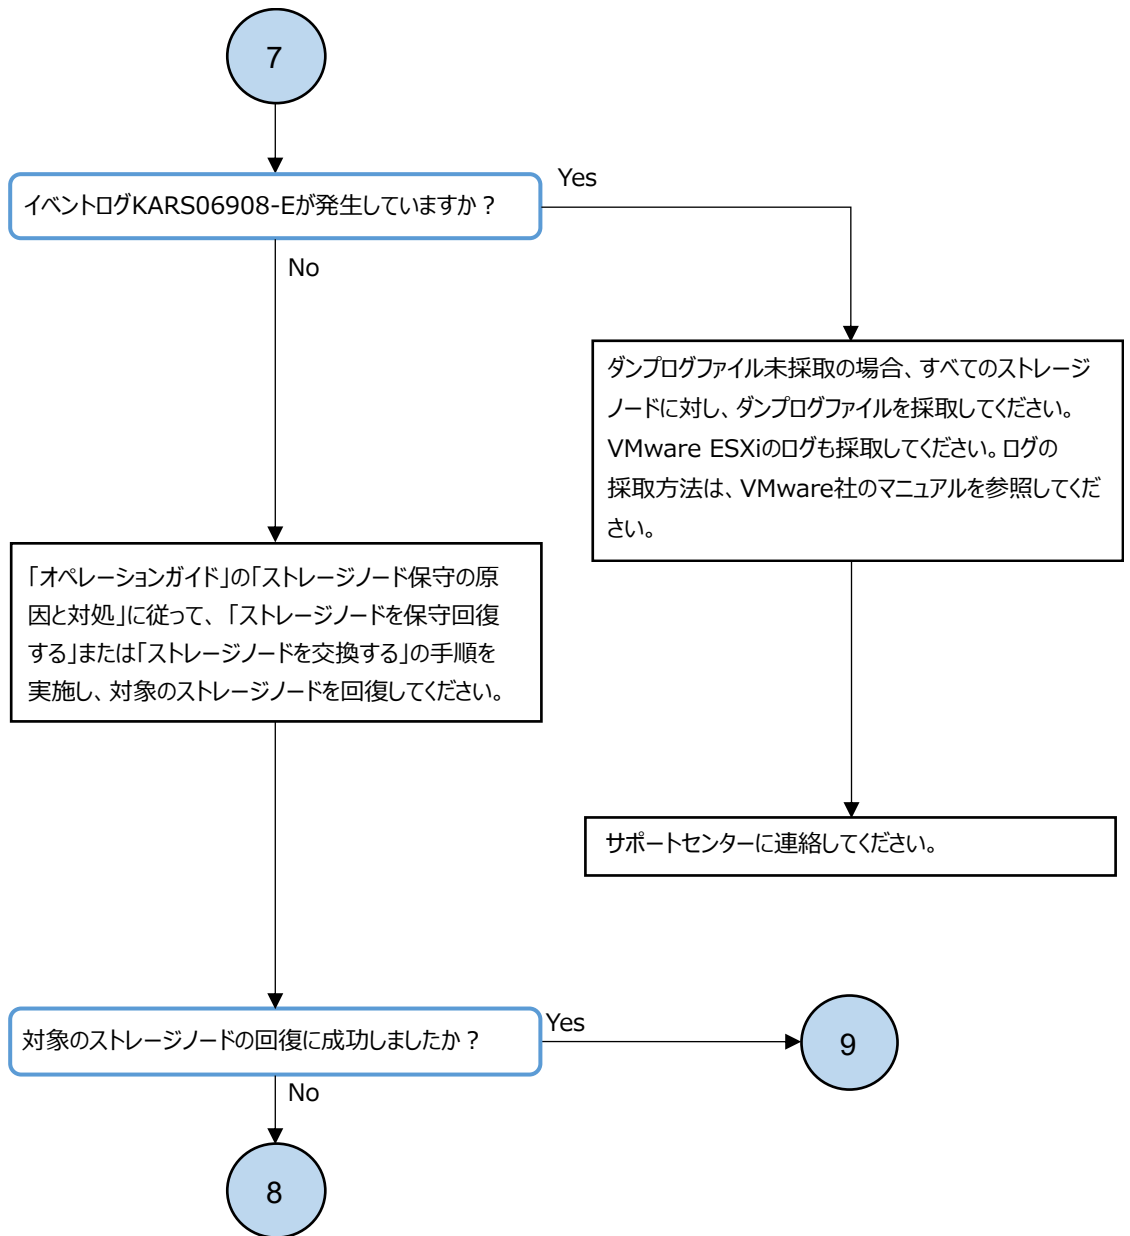 7
イベントログKARS06908-Eが発生していますか？
Yes
No
ダンプログファイル未採取の場合、すべてのストレージ
ノードに対し、ダンプログファイルを採取してください。
VMware ESXiのログも採取してください。ログの
採取方法は、VMware社のマニュアルを参照してくだ
さい。
「オペレーションガイド」の「ストレージノード保守の原
因と対処」に従って、「ストレージノードを保守回復
する」または「ストレージノードを交換する」の手順を
実施し、対象のストレージノードを回復してください。
サポートセンターに連絡してください。
対象のストレージノードの回復に成功しましたか？
Yes
9
No
8